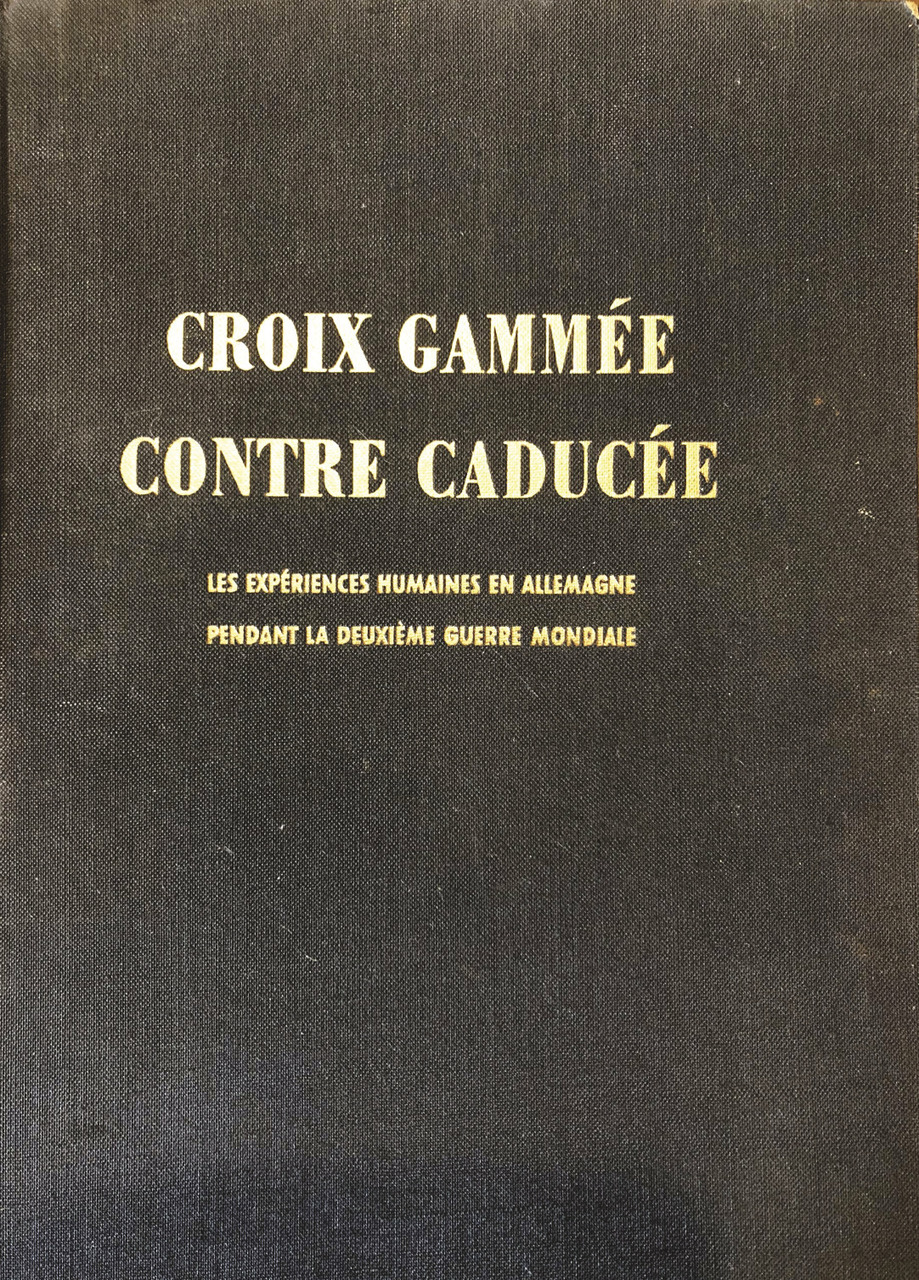 CROIX GAMMÉE
CONTRE CADUCÉE
LES EXPÉRIENCES HUMAINES EN ALLEMAGNE
PENDANT LA DEUXIÈME GUERRE MONDIALE